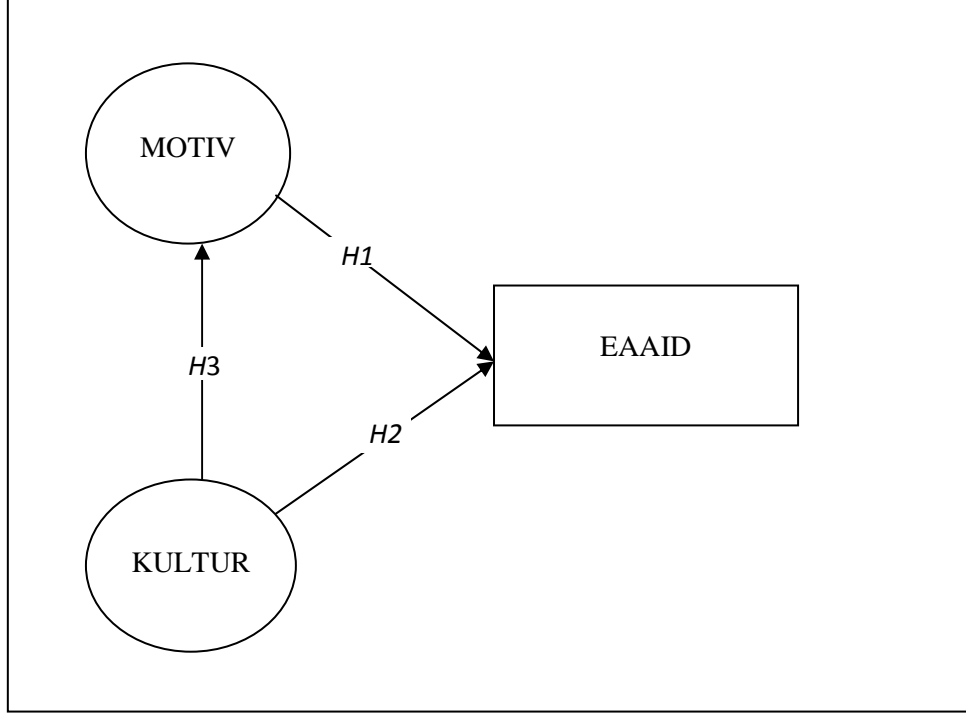 MOTIV
H1
EAAID
H3
H2
KULTUR